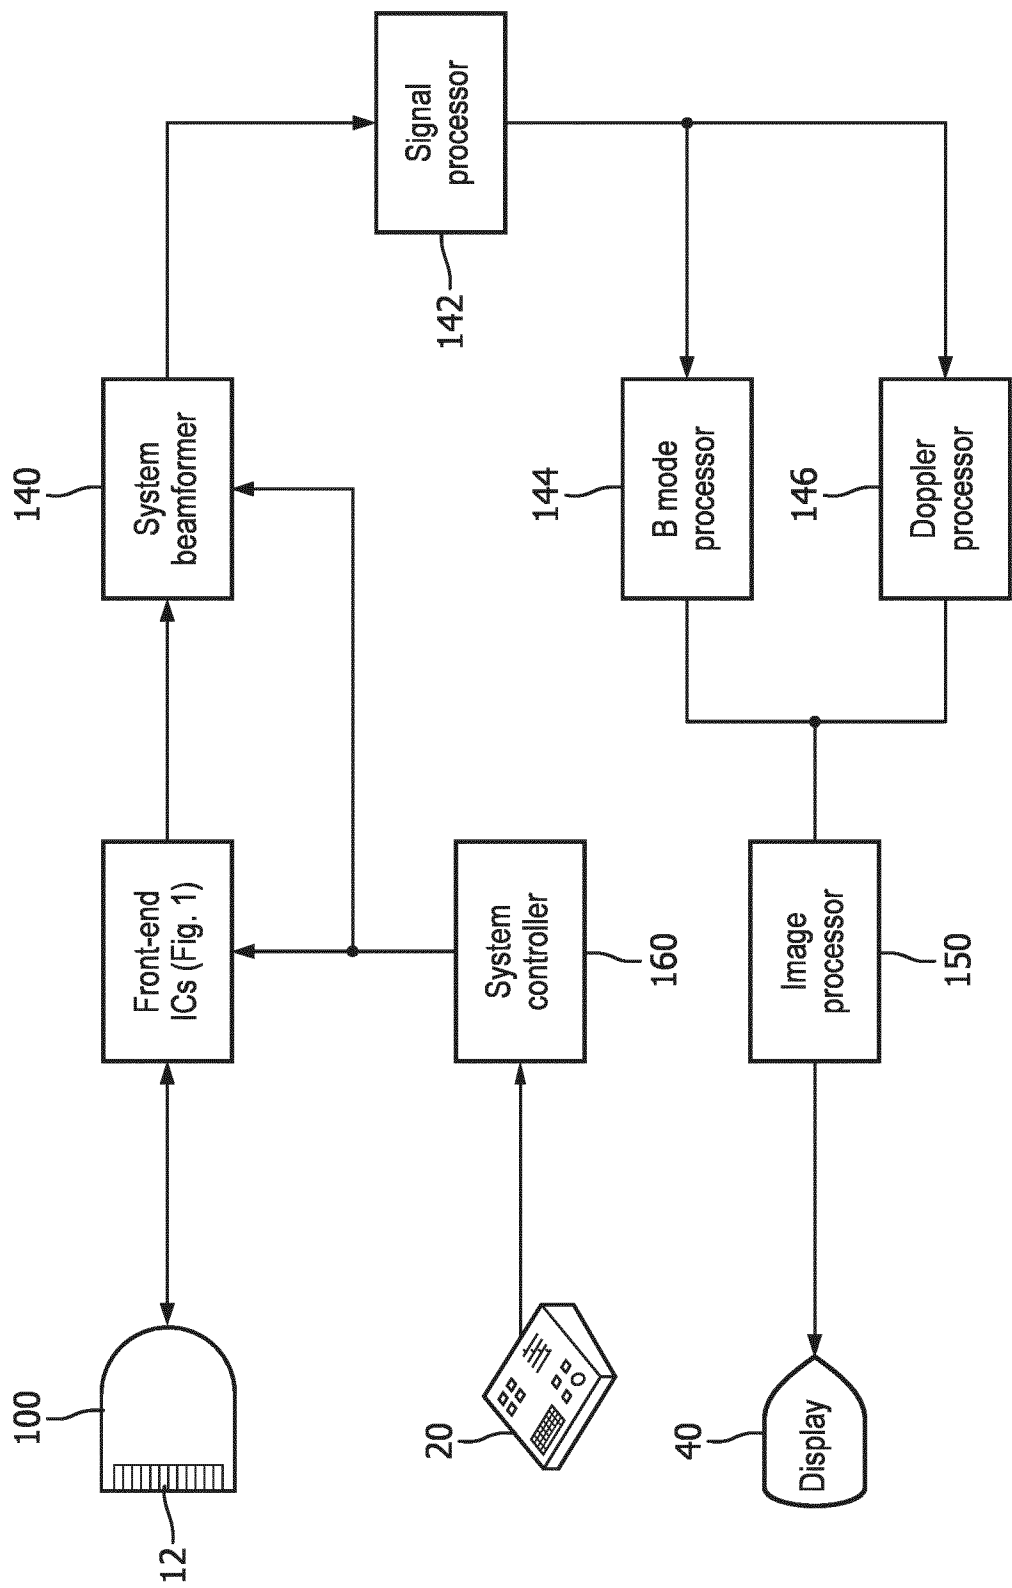 100
12
Front-end
ICs (Fig. 1)
140
System
beamformer
Signal
processor
142
20
System
controller
160
144
B mode
processor
146
Doppler
processor
40
Display
Image
processor
150